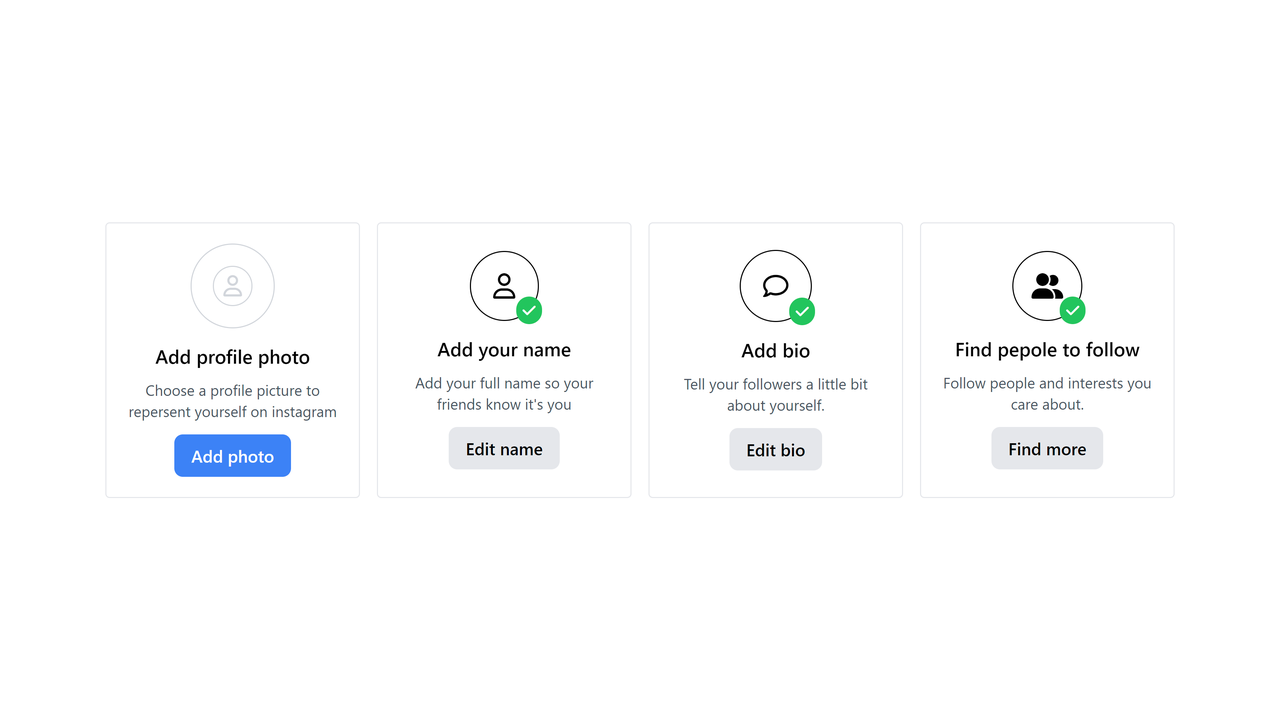 Add profile photo
Choose a profile picture to
repersent yourself on instagram
Add photo
Add your name
Add your full name so your
friends know it's you
Edit name
Add bio
Tell your followers a little bit
about yourself.
Edit bio
Find pepole to follow
Follow people and interests you
care about.
Find more